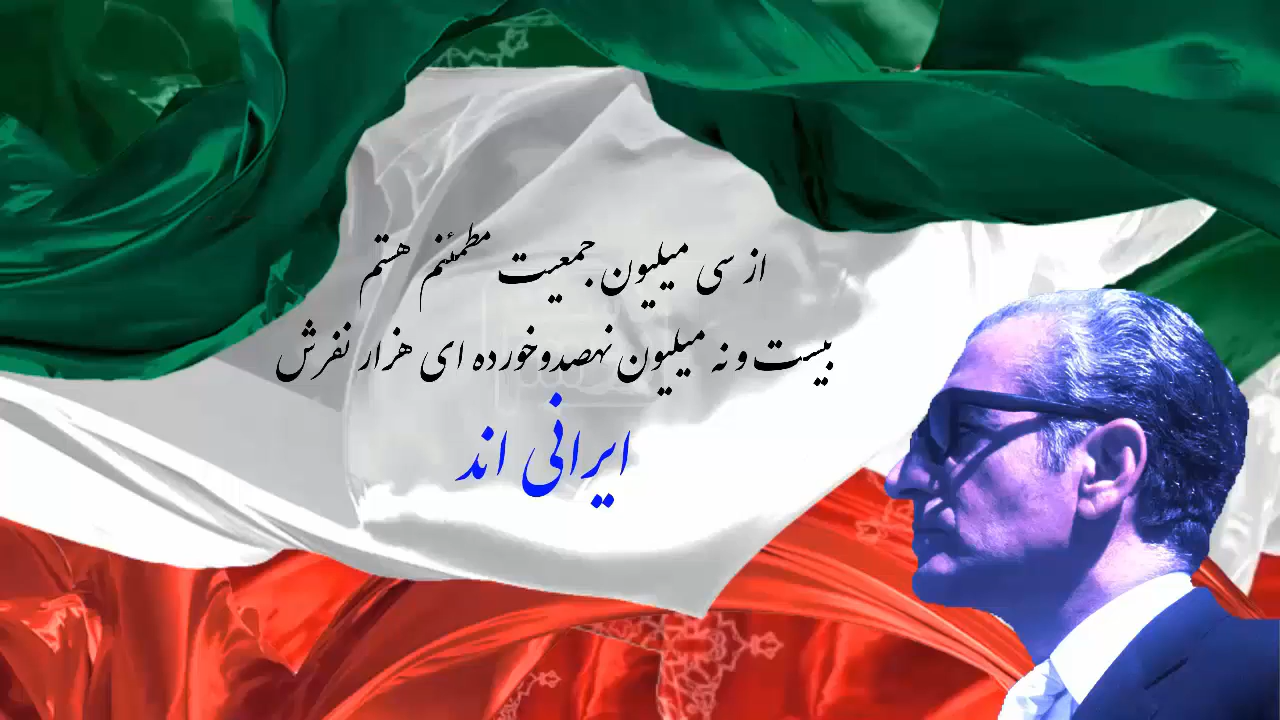 از سی میلیون جمعیت مطمئنم هستم
بیست و نه میلیون نهصدوخورده ای هزار نفرش
ایرانی اند